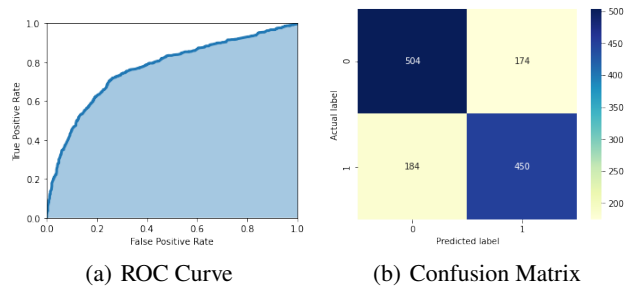 1.0
0.8
0.6
0.4
0.2
0.0
0.0 0.2 0.4 0.6 0.8 1.0
True Positive Rate
False Positive Rate
(a) ROC Curve
504 174
184 450
0
1
Actual label
0 1
Predicted label
500
450
400
350
300
250
200
(b) Confusion Matrix